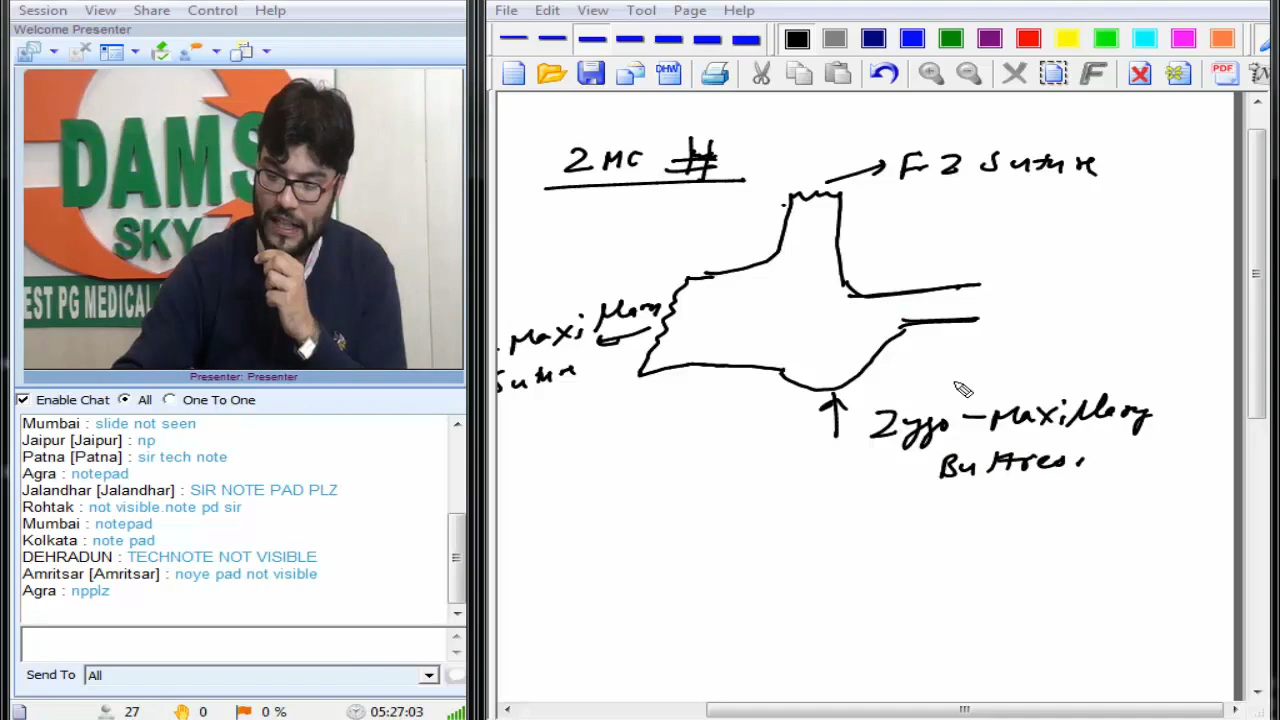 Session View Share Control Help
Welcome Presenter
DAMS
SKY
EST PG MEDICAL
Presenter: Presenter
Enable Chat All One To One
Mumbai : slide not seen
Jaipur [Jaipur] : np
Patna [Patna] : sir tech note
Agra : notepad
Jalandhar [Jalandhar] : SIR NOTE PAD PLZ
Rohtak : not visible.note pd sir
Mumbai : notepad
Kolkata : note pad
DEHRADUN : TECHNOTE NOT VISIBLE
Amritsar [Amritsar] : noye pad not visible
Agra : npplz
Send To All
27 0 0 % 05:27:03
File Edit View Tool Page Help
DHW
PDF
ZMC #
FZ Suture
Maxillary
Suture
Zygo-Maxillary
Buttres.